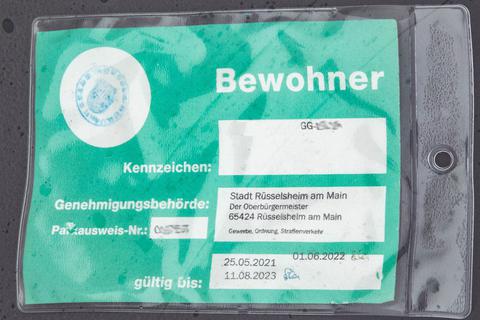 Bewohner
GG-
Kennzeichen:
Genehmigungsbehörde:
Stadt Rüsselsheim am Main
Der Oberbürgermeister
65424 Rüsselsheim am Main
Gewerbe, Ordnung, Straßenverkehr
Parkausweis-Nr.:
25.05.2021 01.06.2022
gültig bis: 11.08.2023